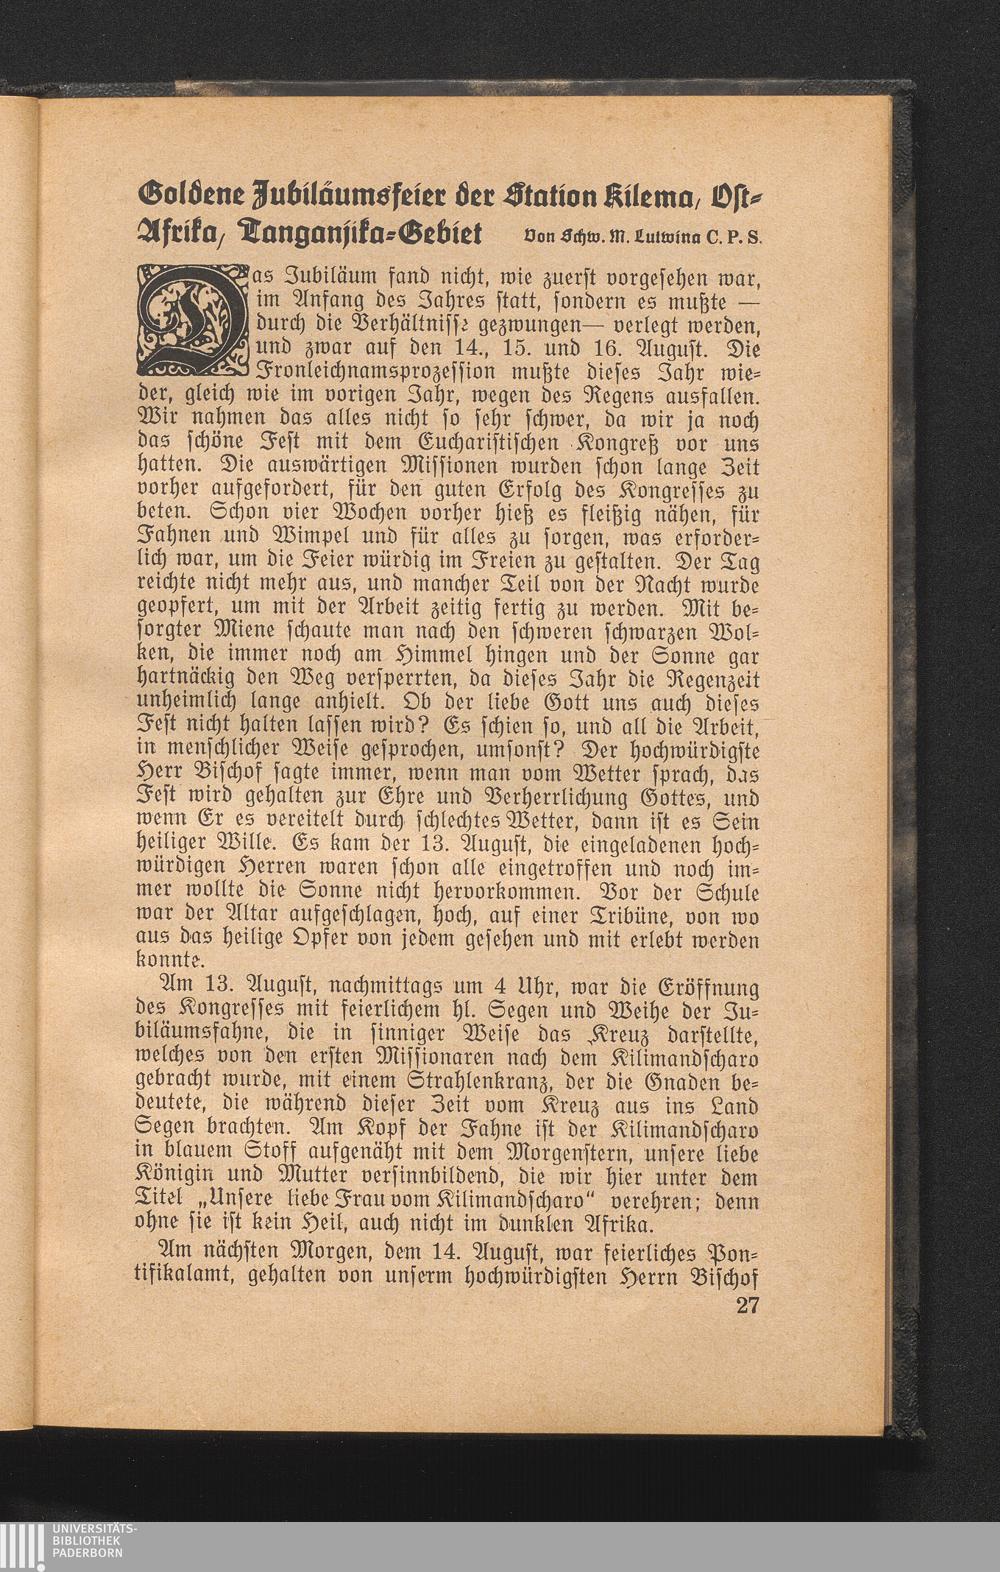 Goldene Jubiläumsfeier der Station Kilema, Ost-
Afrika, Tanganjika-Gebiet Von Schw. M. Lutwina C. P. S.
Das Jubiläum fand nicht, wie zuerst vorgesehen war,
im Anfang des Jahres statt, sondern es mußte —
durch die Verhältnisse gezwungen— verlegt werden,
und zwar auf den 14., 15. und 16. August. Die
Fronleichnamsprozession mußte dieses Jahr wie-
der, gleich wie im vorigen Jahr, wegen des Regens ausfallen.
Wir nahmen das alles nicht so sehr schwer, da wir ja noch
das schöne Fest mit dem Eucharistischen Kongreß vor uns
hatten. Die auswärtigen Missionen wurden schon lange Zeit
vorher aufgefordert, für den guten Erfolg des Kongresses zu
beten. Schon vier Wochen vorher hieß es fleißig nähen, für
Fahnen und Wimpel und für alles zu sorgen, was erforder-
lich war, um die Feier würdig im Freien zu gestalten. Der Tag
reichte nicht mehr aus, und mancher Teil von der Nacht wurde
geopfert, um mit der Arbeit zeitig fertig zu werden. Mit be-
sorgter Miene schaute man nach den schweren schwarzen Wol-
ken, die immer noch am Himmel hingen und der Sonne gar
hartnäckig den Weg versperrten, da dieses Jahr die Regenzeit
unheimlich lange anhielt. Ob der liebe Gott uns auch dieses
Fest nicht halten lassen wird? Es schien so, und all die Arbeit,
in menschlicher Weise gesprochen, umsonst? Der hochwürdigste
Herr Bischof sagte immer, wenn man vom Wetter sprach, das
Fest wird gehalten zur Ehre und Verherrlichung Gottes, und
wenn Er es vereitelt durch schlechtes Wetter, dann ist es Sein
heiliger Wille. Es kam der 13. August, die eingeladenen hoch-
würdigen Herren waren schon alle eingetroffen und noch im-
mer wollte die Sonne nicht hervorkommen. Vor der Schule
war der Altar aufgeschlagen, hoch, auf einer Tribüne, von wo
aus das heilige Opfer von jedem gesehen und mit erlebt werden
konnte.
Am 13. August, nachmittags um 4 Uhr, war die Eröffnung
des Kongresses mit feierlichem hl. Segen und Weihe der Ju-
biläumsfahne, die in sinniger Weise das Kreuz darstellte,
welches von den ersten Missionaren nach dem Kilimandscharo
gebracht wurde, mit einem Strahlenkranz, der die Gnaden be-
deutete, die während dieser Zeit vom Kreuz aus ins Land
Segen brachten. Am Kopf der Fahne ist der Kilimandscharo
in blauem Stoff aufgenäht mit dem Morgenstern, unsere liebe
Königin und Mutter versinnbildend, die wir hier unter dem
Titel „Unsere liebe Frau vom Kilimandscharo“ verehren; denn
ohne sie ist kein Heil, auch nicht im dunklen Afrika.
Am nächsten Morgen, dem 14. August, war feierliches Pon-
tifikalamt, gehalten von unserm hochwürdigsten Herrn Bischof
27
UNIVERSITÄTS-
BIBLIOTHEK
PADERBORN